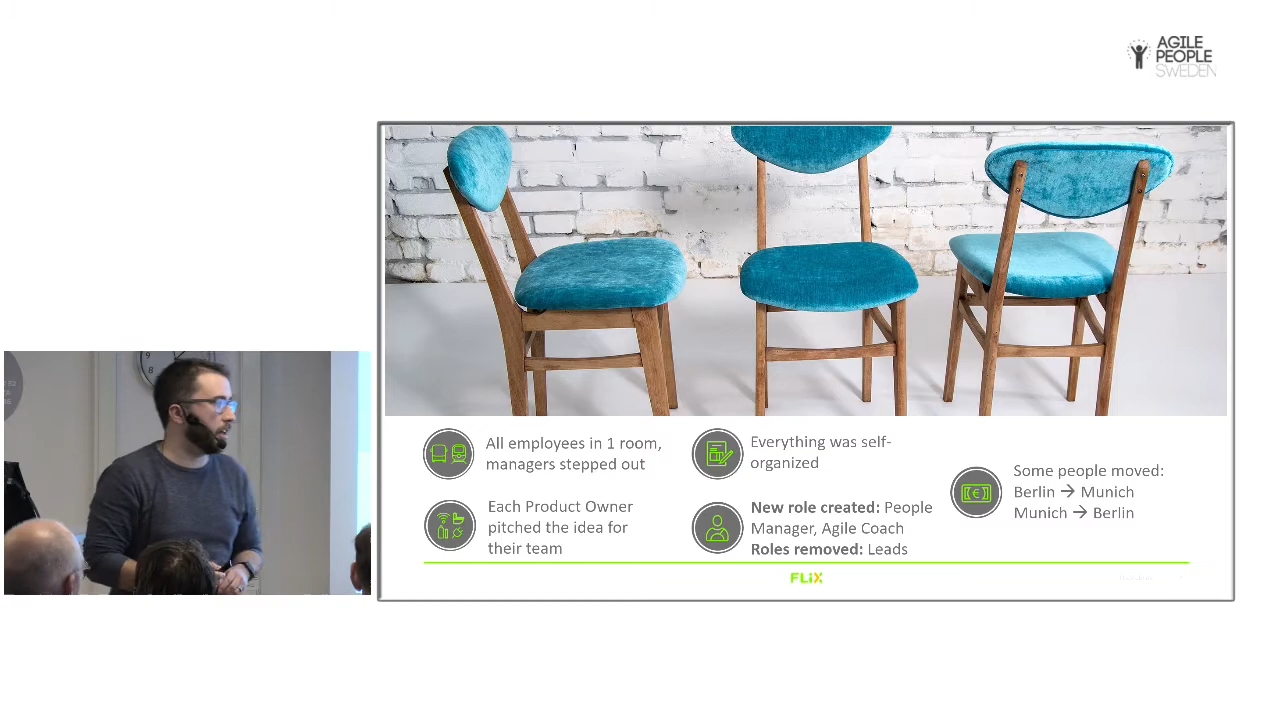 AGILE
PEOPLE
SWEDEN
All employees in 1 room,
managers stepped out
Each Product Owner
pitched the idea for
their team
Everything was self-
organized
New role created: People
Manager, Agile Coach
Roles removed: Leads
Some people moved:
Berlin → Munich
Munich → Berlin
FLiX
9
8